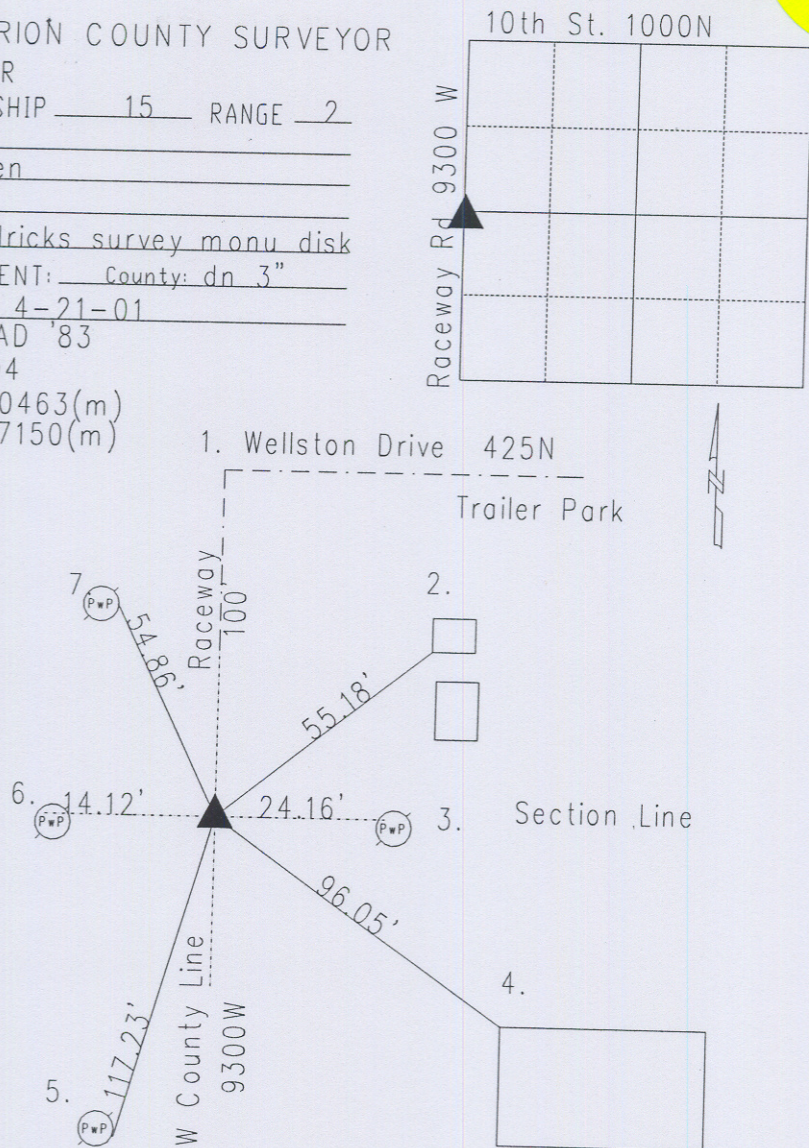 RION COUNTY SURVEYOR
R
SHIP 15 RANGE 2
en
dricks survey monu disk
ENT: County: dn 3"
4-21-01
AD '83
04
0463(m)
7150(m)
10th St. 1000N
Raceway Rd 9300 W
1. Wellston Drive 425N
Trailer Park
Raceway
100'
N
2.
7.
PwP
54.86'
55.18'
6.
PwP
14.12'
24.16'
PwP
3.
Section Line
96.05'
4.
W County Line
9300W
117.23'
5.
PwP